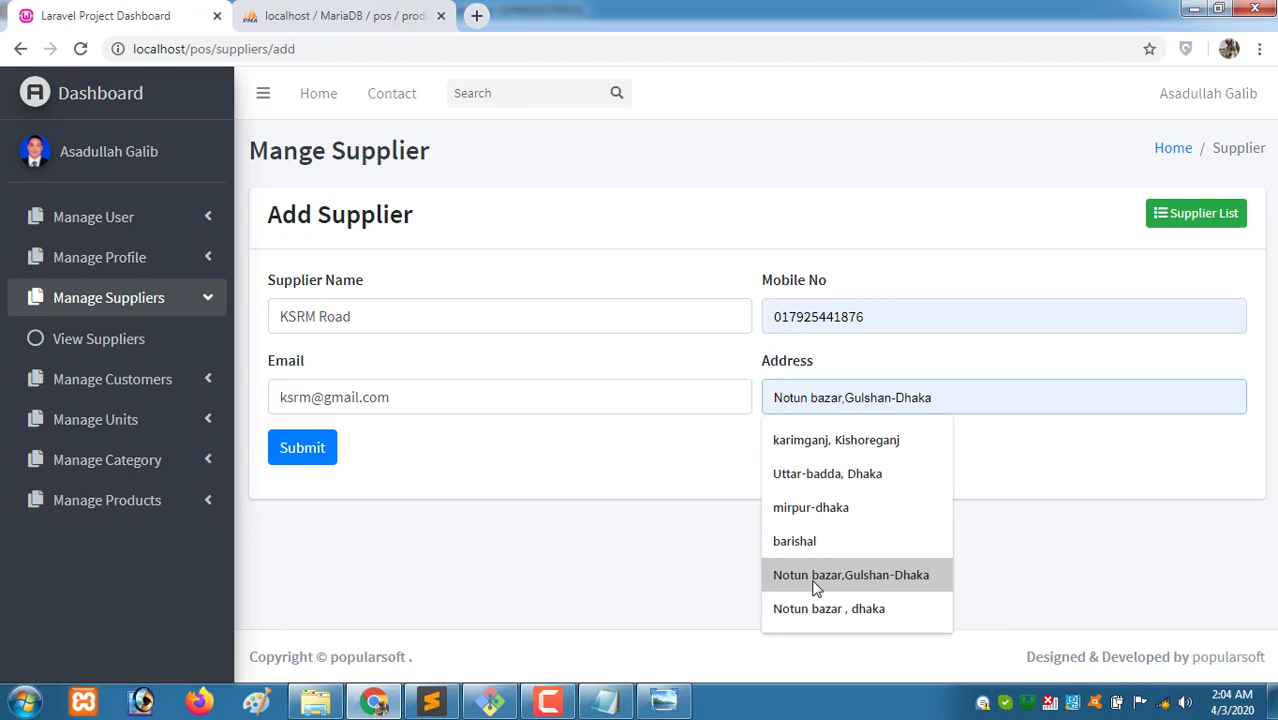 Laravel Project Dashboard
localhost / MariaDB / pos / prod
localhost/pos/suppliers/add
Dashboard
Home
Contact
Search
Asadullah Galib
Asadullah Galib
Manage User
Manage Profile
Manage Suppliers
View Suppliers
Manage Customers
Manage Units
Manage Category
Manage Products
Mange Supplier
Home / Supplier
Add Supplier
Supplier List
Supplier Name
Mobile No
KSRM Road
017925441876
Email
Address
ksrm@gmail.com
Notun bazar,Gulshan-Dhaka
Submit
karimganj, Kishoreganj
Uttar-badda, Dhaka
mirpur-dhaka
barishal
Notun bazar,Gulshan-Dhaka
Notun bazar , dhaka
Copyright © popularsoft .
Designed & Developed by popularsoft
2:04 AM
4/3/2020